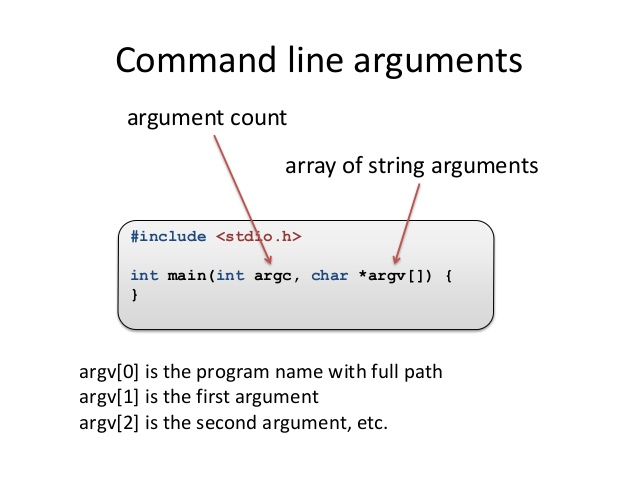 Command line arguments
argument count
array of string arguments
#include <stdio.h>
int main(int argc, char *argv[]) {
}
argv[0] is the program name with full path
argv[1] is the first argument
argv[2] is the second argument, etc.